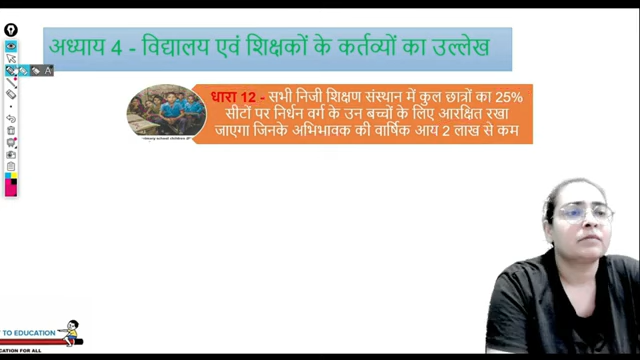 अध्याय 4 - विद्यालय एवं शिक्षकों के कर्तव्यों का उल्लेख
धारा 12 - सभी निजी शिक्षण संस्थान में कुल छात्रों का 25%
सीटों पर निर्धन वर्ग के उन बच्चों के लिए आरक्षित रखा
जाएगा जिनके अभिभावक की वार्षिक आय 2 लाख से कम
TO EDUCATION
CATION FOR ALL